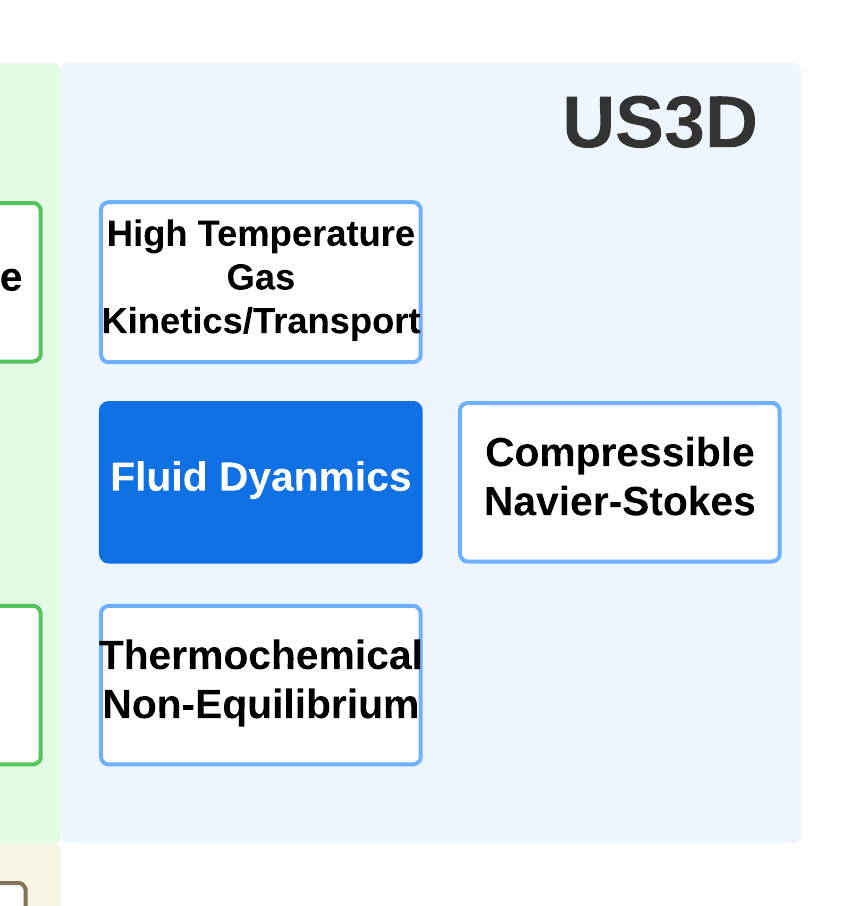 US3D
High Temperature
Gas
Kinetics/Transport
e
Fluid Dyanmics
Compressible
Navier-Stokes
Thermochemical
Non-Equilibrium